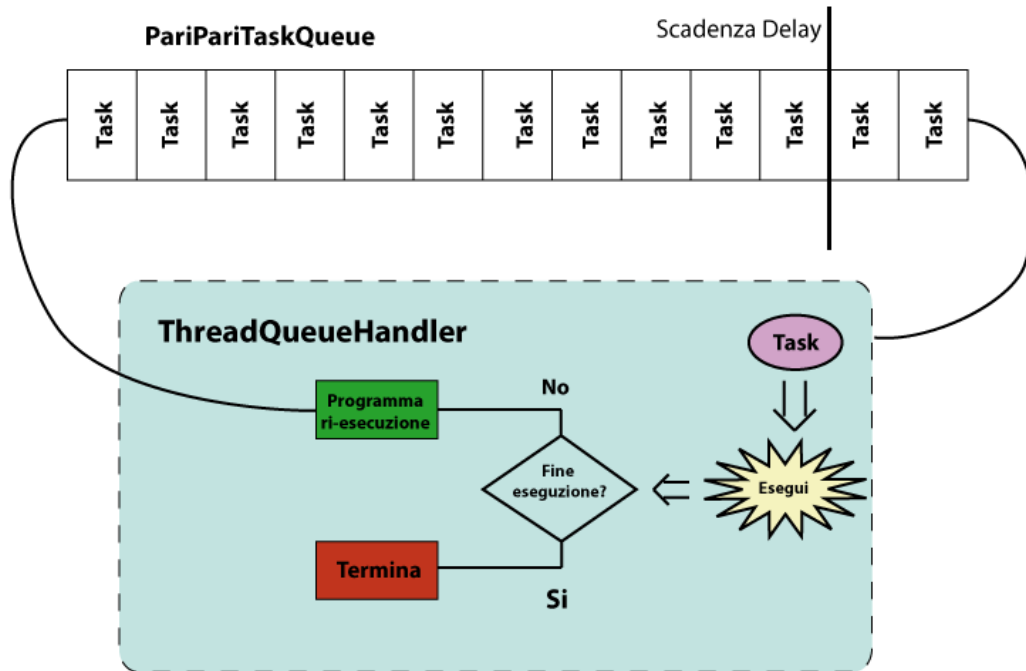 PariPariTaskQueue
Scadenza Delay
Task
Task
Task
Task
Task
Task
Task
Task
Task
Task
Task
Task
Task
ThreadQueueHandler
Task
No
Programma
ri-esecuzione
Fine
eseguzione?
Esegui
Termina
Si